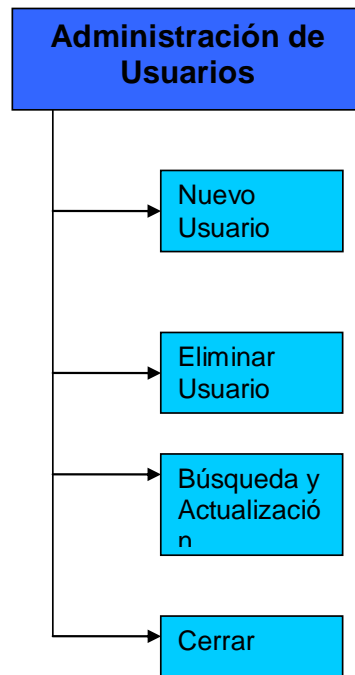 Administración de
Usuarios
Nuevo
Usuario
Eliminar
Usuario
Búsqueda y
Actualizació
n
Cerrar